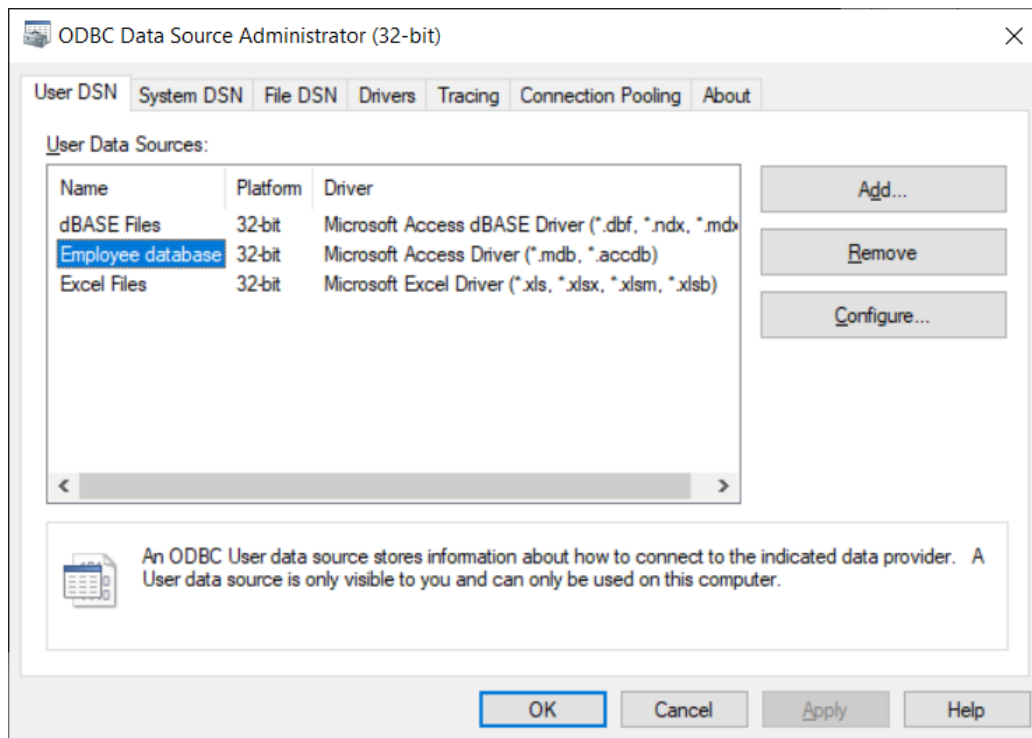 ODBC Data Source Administrator (32-bit)
User DSN System DSN File DSN Drivers Tracing Connection Pooling About
User Data Sources:
Name Platform Driver
dBASE Files 32-bit Microsoft Access dBASE Driver (*.dbf, *.ndx, *.mdx
Employee database 32-bit Microsoft Access Driver (*.mdb, *.accdb)
Excel Files 32-bit Microsoft Excel Driver (*.xls, *.xlsx, *.xlsm, *.xlsb)
Add...
Remove
Configure...
An ODBC User data source stores information about how to connect to the indicated data provider. A
User data source is only visible to you and can only be used on this computer.
OK Cancel Apply Help